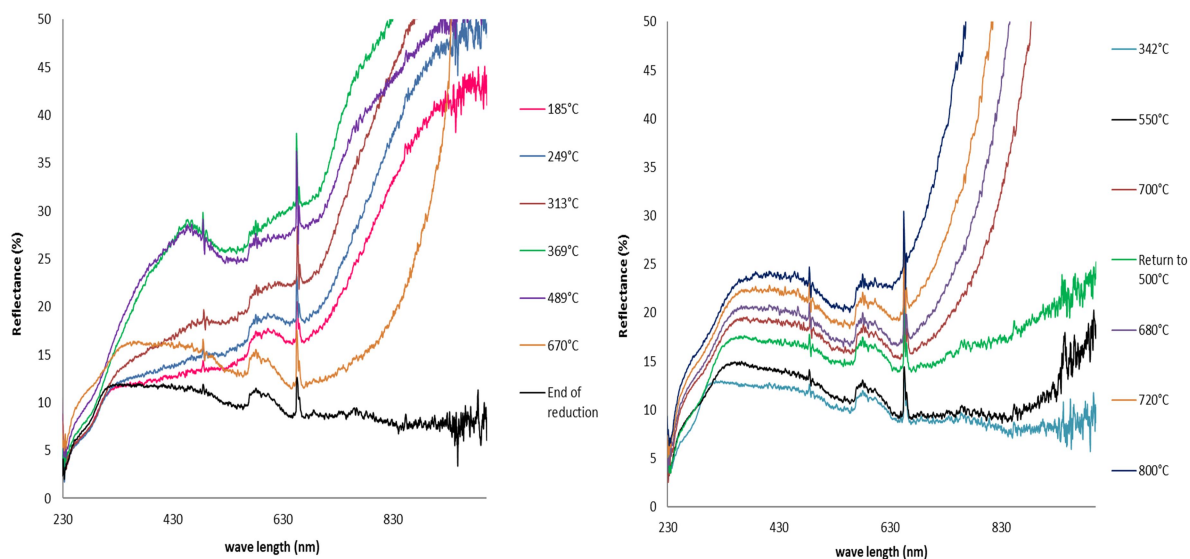 50
45
40
35
30
25
20
15
10
5
0
Reflectance (%)
230
430
630
830
wave length (nm)
185°C
249°C
313°C
369°C
489°C
670°C
End of
reduction
50
45
40
35
30
25
20
15
10
5
0
Reflectance (%)
230
430
630
830
wave length (nm)
342°C
550°C
700°C
Return to
500°C
680°C
720°C
800°C